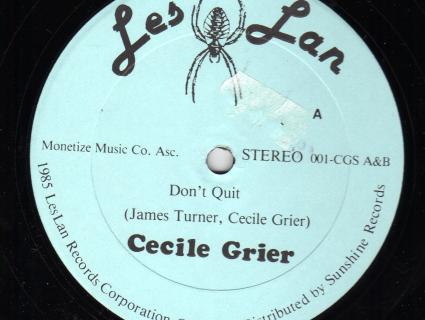 Les Lan
A
Monetize Music Co. Asc.
STEREO 001-CGS A&B
Don't Quit
(James Turner, Cecile Grier)
Cecile Grier
1985 LesLan Records Corporation
Distributed by Sunshine Records